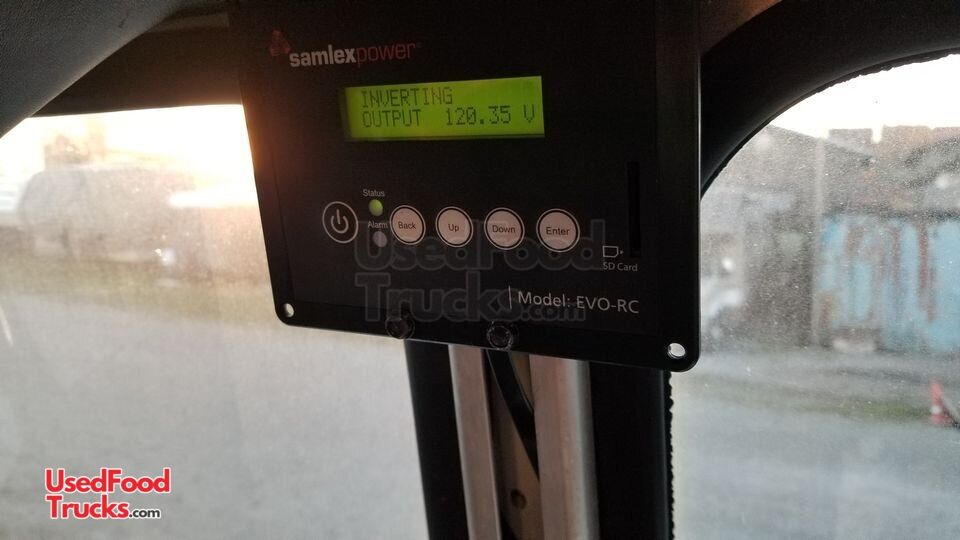 samlexpower®
INVERTING
OUTPUT 120.35 V
Status
Alarm
Back
Up
Down
Enter
SD Card
Model: EVO-RC
UsedFood
Trucks.com
UsedFood
Trucks.com